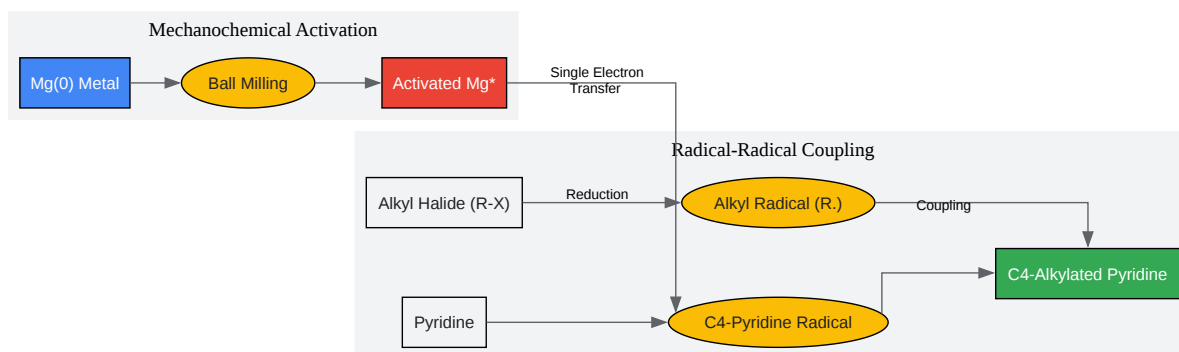 Mechanochemical Activation
Mg(0) Metal
Ball Milling
Activated Mg*
Single Electron
Transfer
Radical-Radical Coupling
Alkyl Halide (R-X)
Reduction
Alkyl Radical (R.)
Coupling
C4-Alkylated Pyridine
Pyridine
C4-Pyridine Radical